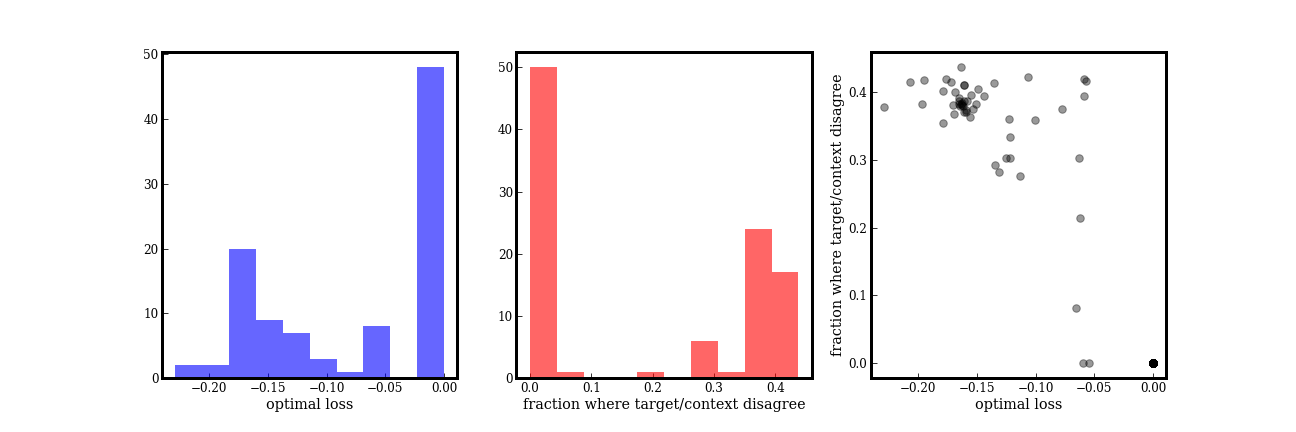 50
40
30
20
10
0
−0.20 −0.15 −0.10 −0.05 0.00
optimal loss
50
40
30
20
10
0
0.0 0.1 0.2 0.3 0.4
fraction where target/context disagree
fraction where target/context disagree
0.4
0.3
0.2
0.1
0.0
−0.20 −0.15 −0.10 −0.05 0.00
optimal loss